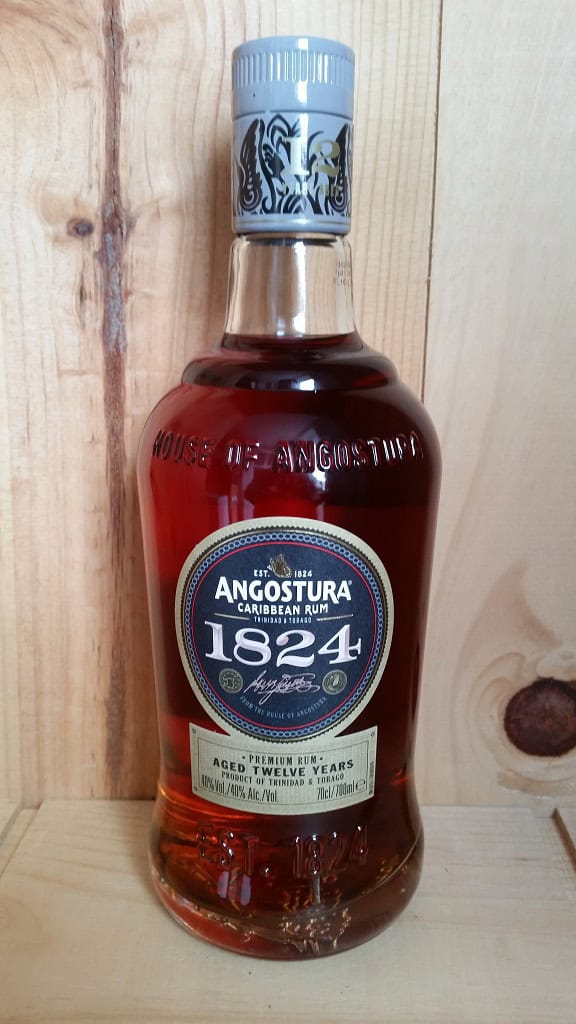 12
HOUSE OF ANGOSTURA
EST. 1824
ANGOSTURA®
CARIBBEAN RUM
TRINIDAD & TOBAGO
1824
FROM THE HOUSE OF ANGOSTURA
• PREMIUM RUM •
AGED TWELVE YEARS
PRODUCT OF TRINIDAD & TOBAGO
40%Vol./40% Alc./Vol. 70cl/700ml℮
EST. 1824